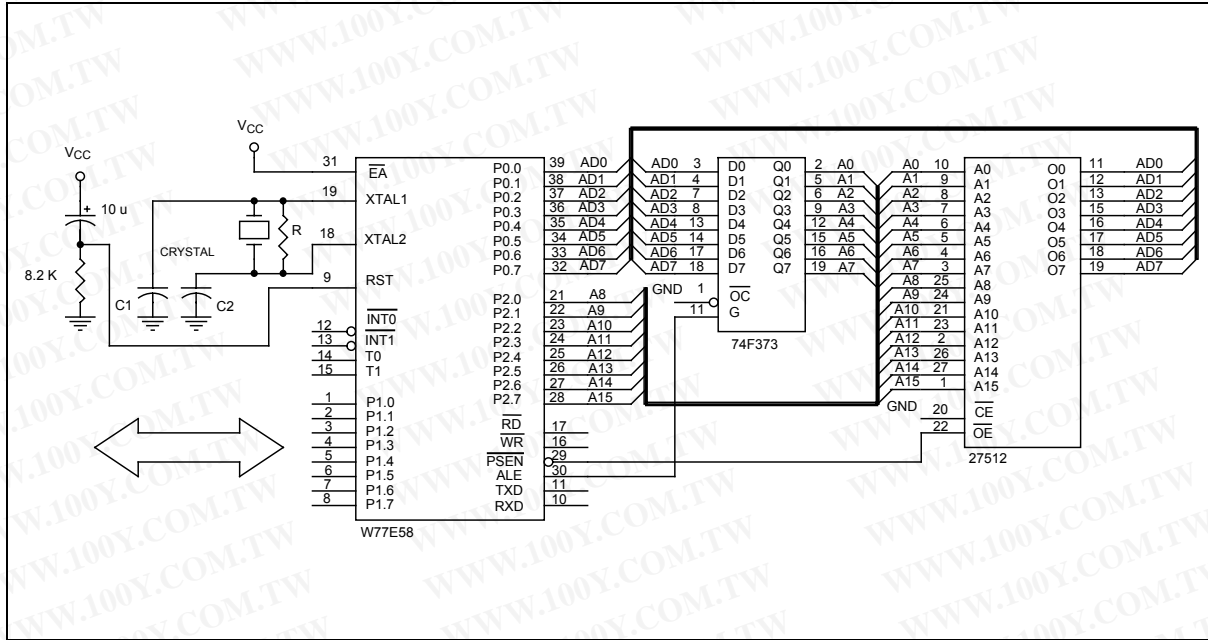 VCC
VCC
10 u
8.2 K
CRYSTAL
C1
C2
R
31 EA
19 XTAL1
18 XTAL2
9 RST
12 INT0
13 INT1
14 T0
15 T1
1 P1.0
2 P1.1
3 P1.2
4 P1.3
5 P1.4
6 P1.5
7 P1.6
8 P1.7
P0.0 39 AD0
P0.1 38 AD1
P0.2 37 AD2
P0.3 36 AD3
P0.4 35 AD4
P0.5 34 AD5
P0.6 33 AD6
P0.7 32 AD7
P2.0 21 A8
P2.1 22 A9
P2.2 23 A10
P2.3 24 A11
P2.4 25 A12
P2.5 26 A13
P2.6 27 A14
P2.7 28 A15
RD 17
WR 16
PSEN 29
ALE 30
TXD 11
RXD 10
W77E58
AD0 3 D0 Q0 2 A0
AD1 4 D1 Q1 5 A1
AD2 7 D2 Q2 6 A2
AD3 8 D3 Q3 9 A3
AD4 13 D4 Q4 12 A4
AD5 14 D5 Q5 15 A5
AD6 17 D6 Q6 16 A6
AD7 18 D7 Q7 19 A7
GND 1 OC
11 G
74F373
A0 10 A0 O0 11 AD0
A1 9 A1 O1 12 AD1
A2 8 A2 O2 13 AD2
A3 7 A3 O3 15 AD3
A4 6 A4 O4 16 AD4
A5 5 A5 O5 17 AD5
A6 4 A6 O6 18 AD6
A7 3 A7 O7 19 AD7
A8 25 A8
A9 24 A9
A10 21 A10
A11 23 A11
A12 2 A12
A13 26 A13
A14 27 A14
A15 1 A15
GND 20 CE
22 OE
27512
WWW.100Y.COM.TW